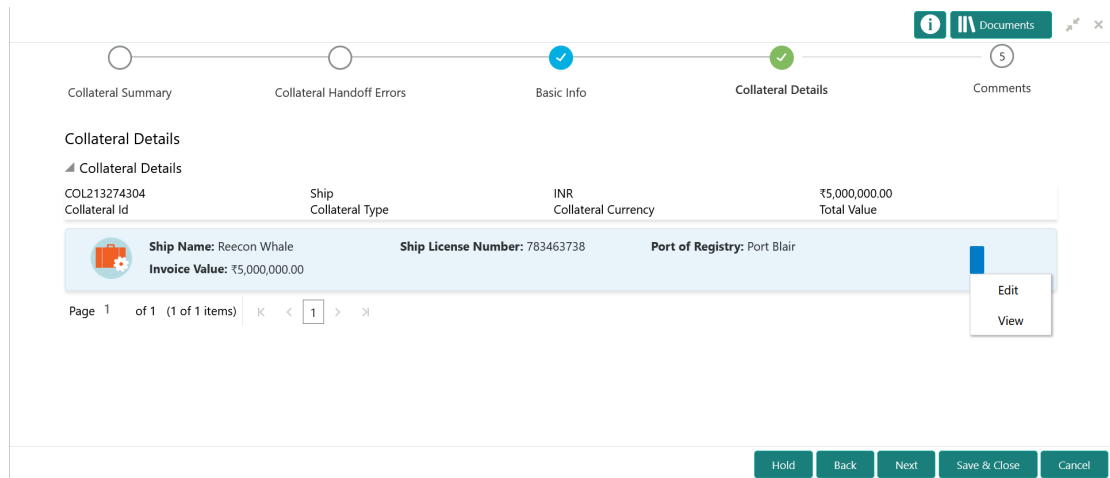 Documents
5
Collateral Summary Collateral Handoff Errors Basic Info Collateral Details Comments
Collateral Details
Collateral Details
COL213274304 Ship INR ₹5,000,000.00
Collateral Id Collateral Type Collateral Currency Total Value
Ship Name: Reecon Whale Ship License Number: 783463738 Port of Registry: Port Blair
Invoice Value: ₹5,000,000.00
Edit
Page 1 of 1 (1 of 1 items) 1
View
Hold Back Next Save & Close Cancel